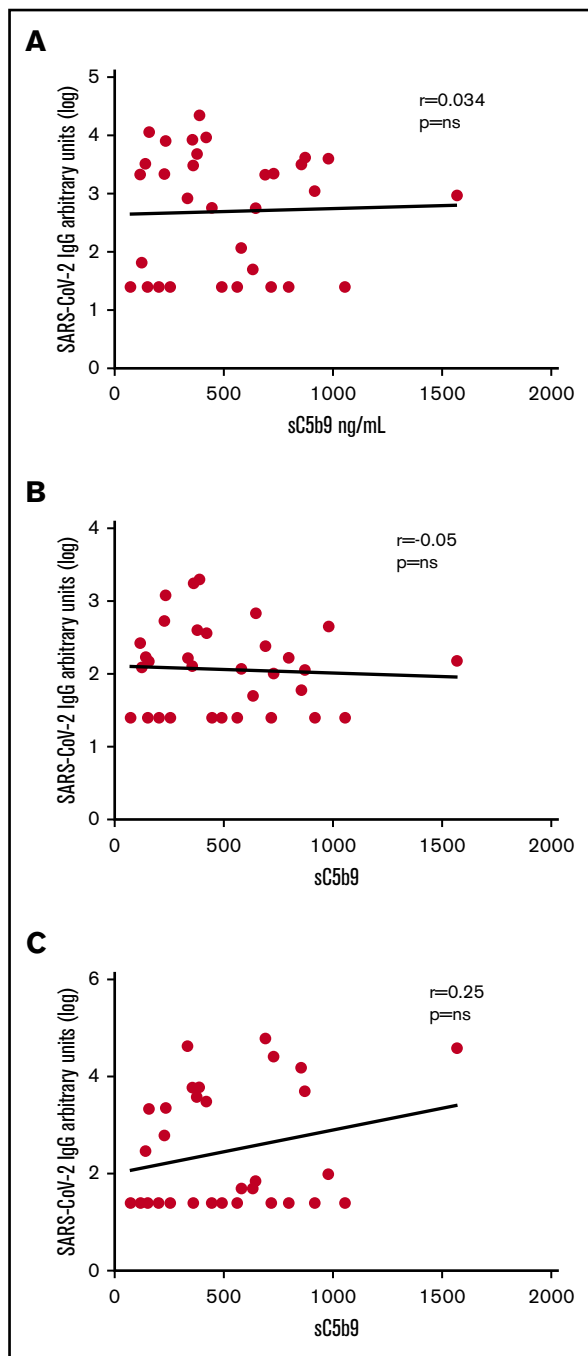 A
SARS-CoV-2 IgG arbitrary units (log)
5
4
3
2
1
0
r=0.034
p=ns
0 500 1000 1500 2000
sC5b9 ng/mL
B
SARS-CoV-2 IgG arbitrary units (log)
4
3
2
1
0
r=-0.05
p=ns
0 500 1000 1500 2000
sC5b9
C
SARS-CoV-2 IgG arbitrary units (log)
6
4
2
0
r=0.25
p=ns
0 500 1000 1500 2000
sC5b9